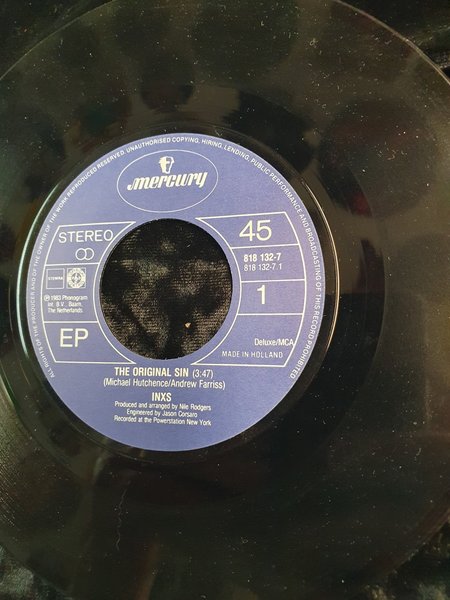 ALL RIGHTS OF THE PRODUCER AND OF THE OWNER OF THE WORK REPRODUCED RESERVED. UNAUTHORISED COPYING, HIRING, LENDING, PUBLIC PERFORMANCE AND BROADCASTING OF THIS RECORD PROHIBITED.
mercury
STEREO
45
818 132-7
818 132-7.1
STEMRA
1
℗ 1983 Phonogram
Int. B.V. Baarn,
The Netherlands
EP
Deluxe/MCA
MADE IN HOLLAND
THE ORIGINAL SIN (3:47)
(Michael Hutchence/Andrew Farriss)
INXS
Produced and arranged by Nile Rodgers
Engineered by Jason Corsaro
Recorded at the Powerstation New York